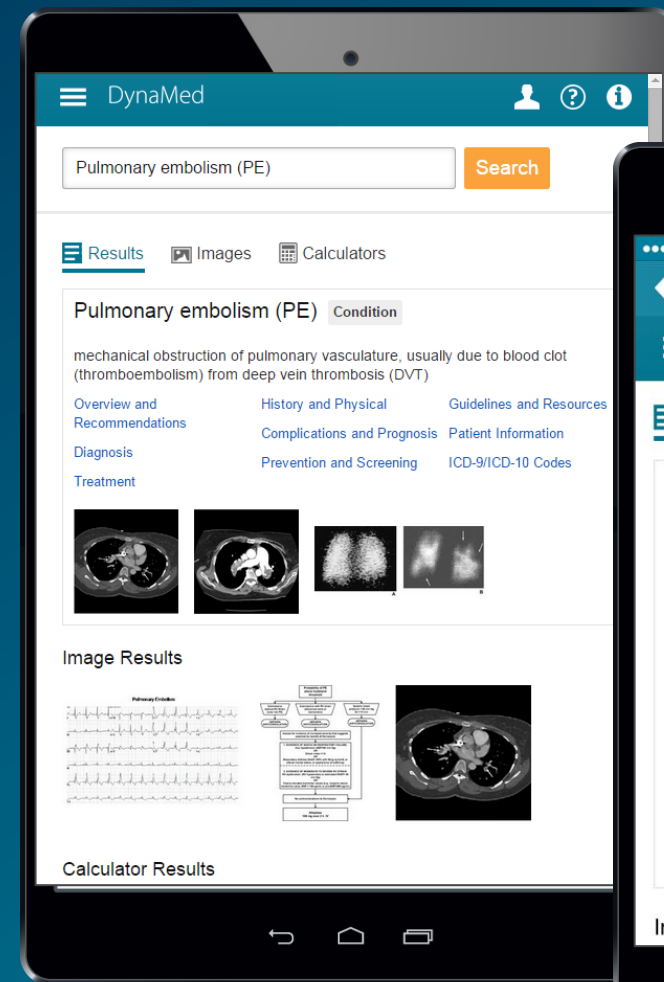 DynaMed
Pulmonary embolism (PE)
Search
Results
Images
Calculators
Pulmonary embolism (PE) Condition
mechanical obstruction of pulmonary vasculature, usually due to blood clot
(thromboembolism) from deep vein thrombosis (DVT)
Overview and
Recommendations
Diagnosis
Treatment
History and Physical
Complications and Prognosis
Prevention and Screening
Guidelines and Resources
Patient Information
ICD-9/ICD-10 Codes
A
B
Image Results
Pulmonary Embolism
Calculator Results